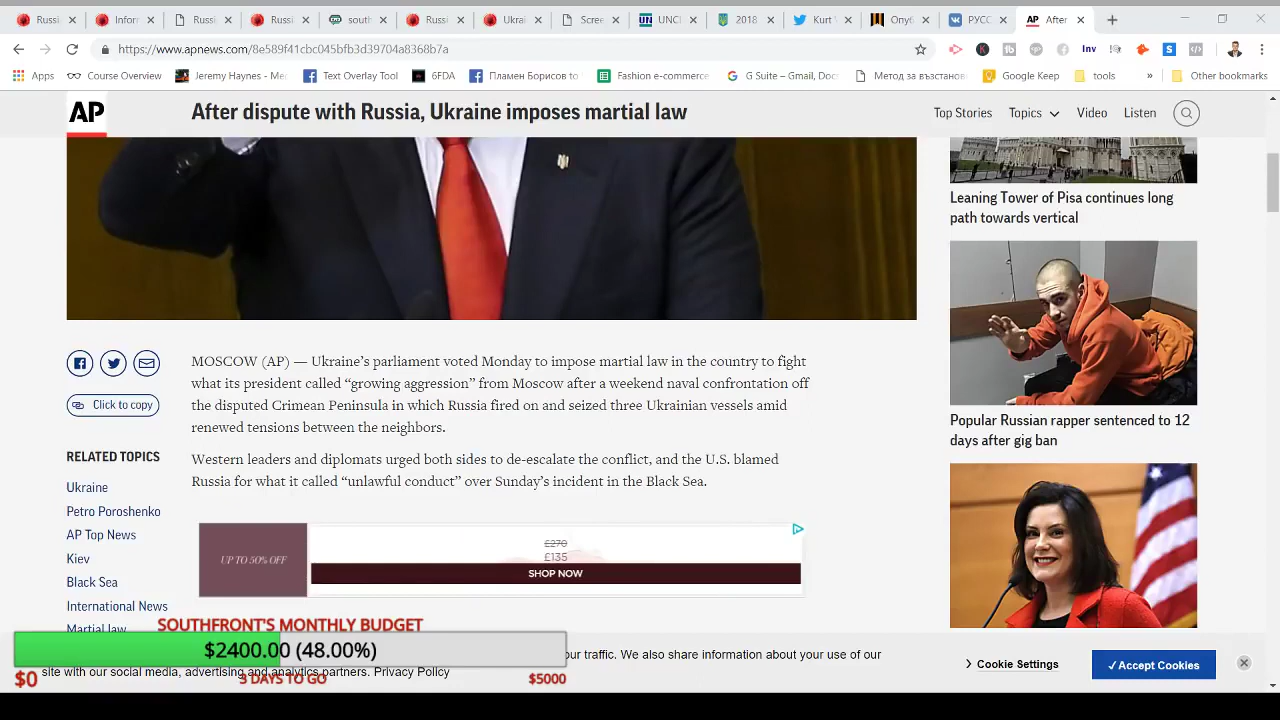 Russi
Inforr
Russi
Russi
south
Russi
Ukrai
Scree
UNCI
2018
Kurt
Опуб
РУСС
After
https://www.apnews.com/8e589f41cbc045bfb3d39704a8368b7a
Apps
Course Overview
Jeremy Haynes - Me
Text Overlay Tool
6FDA
Пламен Борисов to
Fashion e-commerce
G Suite – Gmail, Doc
Метод за възстанов
Google Keep
tools
»
Other bookmarks
AP
After dispute with Russia, Ukraine imposes martial law
Top Stories
Topics
Video
Listen
Leaning Tower of Pisa continues long
path towards vertical
Popular Russian rapper sentenced to 12
days after gig ban
MOSCOW (AP) — Ukraine’s parliament voted Monday to impose martial law in the country to fight
what its president called “growing aggression” from Moscow after a weekend naval confrontation off
the disputed Crimean Peninsula in which Russia fired on and seized three Ukrainian vessels amid
renewed tensions between the neighbors.
Click to copy
Western leaders and diplomats urged both sides to de-escalate the conflict, and the U.S. blamed
Russia for what it called “unlawful conduct” over Sunday’s incident in the Black Sea.
RELATED TOPICS
Ukraine
Petro Poroshenko
AP Top News
Kiev
Black Sea
International News
Martial law
UP TO 50% OFF
£270
£135
SHOP NOW
SOUTHFRONT'S MONTHLY BUDGET
$2400.00 (48.00%)
$0
3 DAYS TO GO
$5000
our traffic. We also share information about your use of our
site with our social media, advertising and analytics partners. Privacy Policy
Cookie Settings
✓Accept Cookies